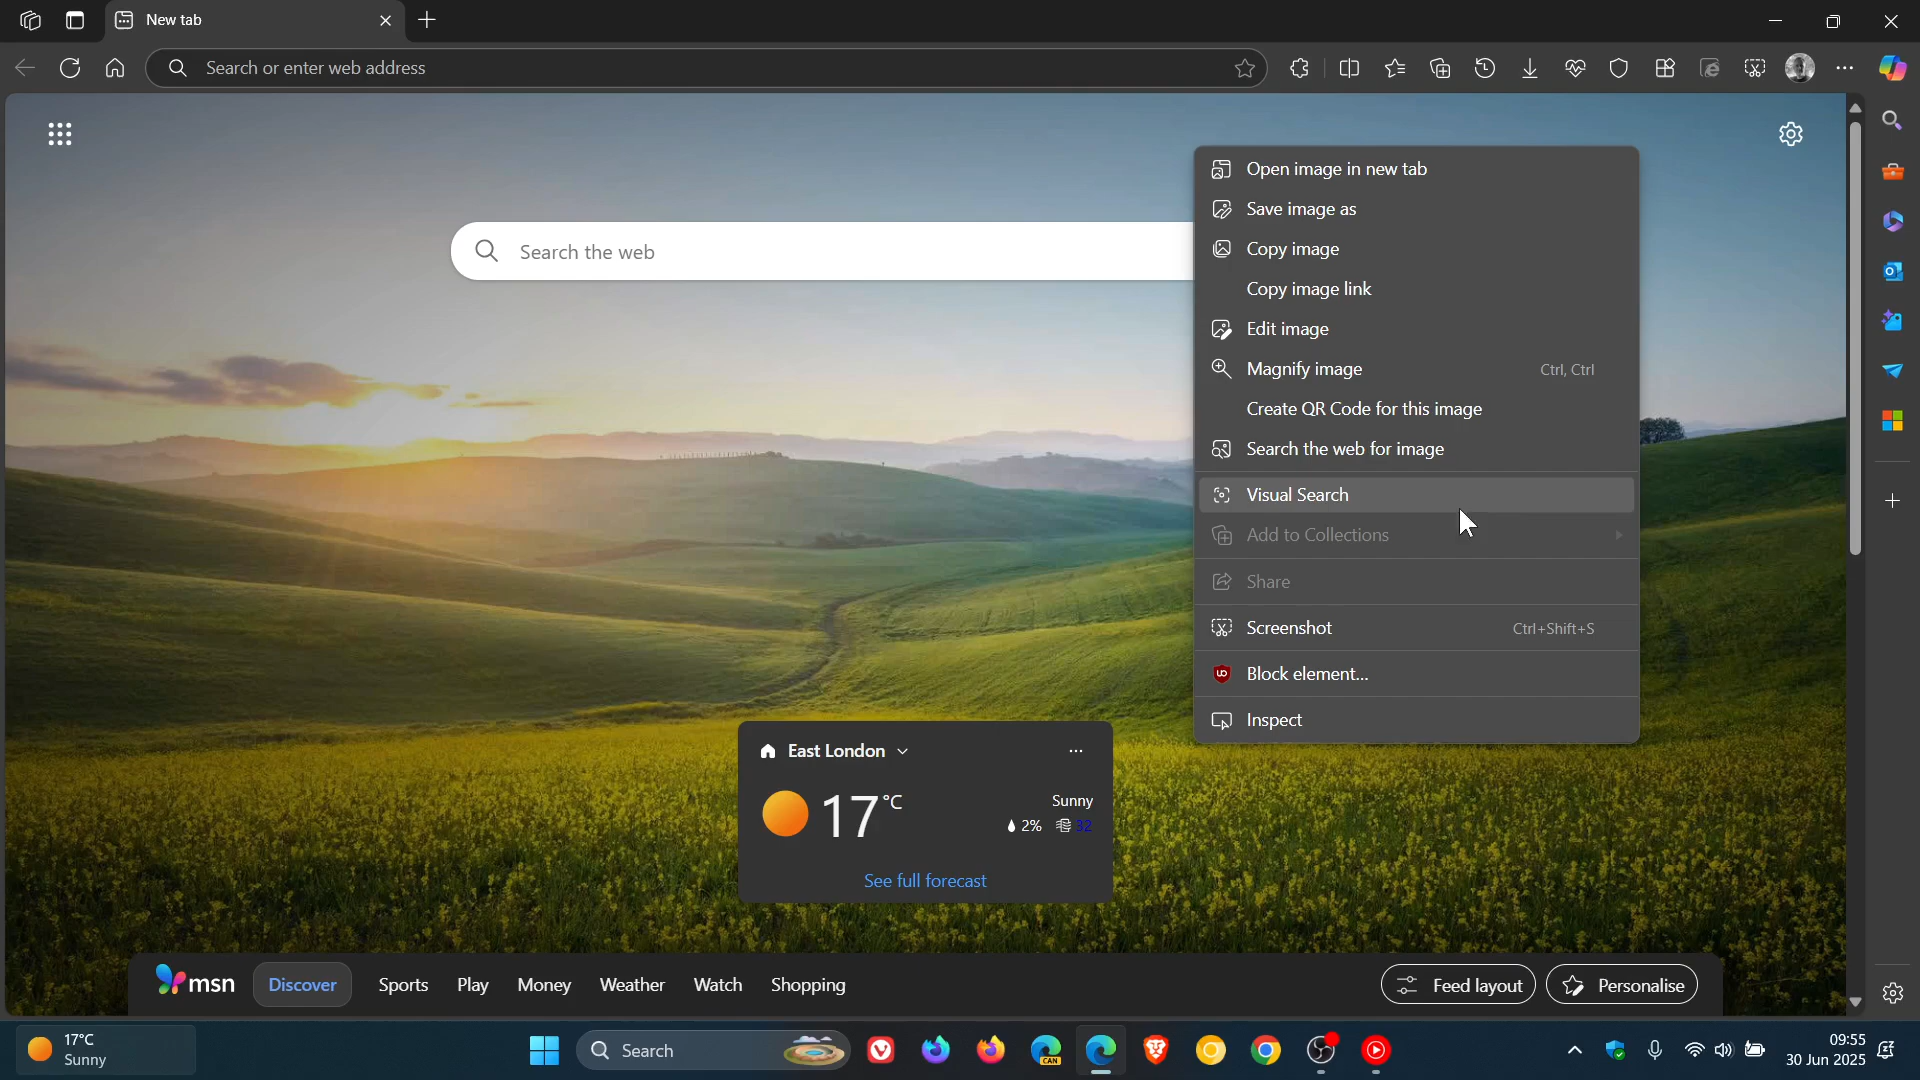 New tab
Search or enter web address
Search the web
Open image in new tab
Save image as
Copy image
Copy image link
Edit image
Magnify image Ctrl, Ctrl
Create QR Code for this image
Search the web for image
Visual Search
Add to Collections
Share
Screenshot Ctrl+Shift+S
Block element...
Inspect
East London
17 °C
Sunny
2% 32
See full forecast
msn Discover Sports Play Money Weather Watch Shopping Feed layout Personalise
17°C
Sunny
Search
CAN
09:55
30 Jun 2025